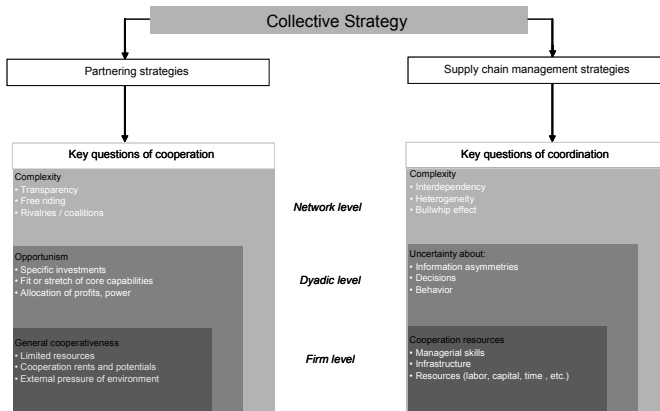 Collective Strategy
Partnering strategies
Supply chain management strategies
Key questions of cooperation
Complexity
• Transparency
• Free riding
• Rivalries / coalitions
Opportunism
• Specific investments
• Fit or stretch of core capabilities
• Allocation of profits, power
General cooperativeness
• Limited resources
• Cooperation rents and potentials
• External pressure of environment
Network level
Dyadic level
Firm level
Key questions of coordination
Complexity
• Interdependency
• Heterogeneity
• Bullwhip effect
Uncertainty about:
• Information asymmetries
• Decisions
• Behavior
Cooperation resources
• Managerial skills
• Infrastructure
• Resources (labor, capital, time , etc.)